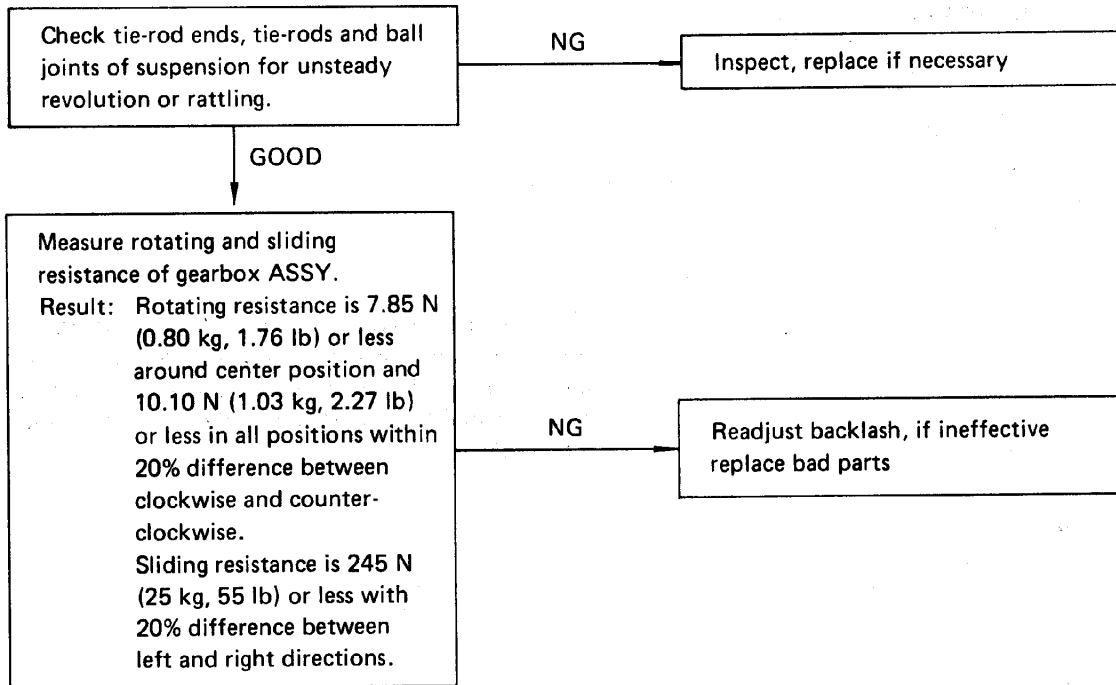 Check tie-rod ends, tie-rods and ball
joints of suspension for unsteady
revolution or rattling.
NG
Inspect, replace if necessary
GOOD
Measure rotating and sliding
resistance of gearbox ASSY.
Result: Rotating resistance is 7.85 N
(0.80 kg, 1.76 lb) or less
around center position and
10.10 N (1.03 kg, 2.27 lb)
or less in all positions within
20% difference between
clockwise and counter-
clockwise.
Sliding resistance is 245 N
(25 kg, 55 lb) or less with
20% difference between
left and right directions.
NG
Readjust backlash, if ineffective
replace bad parts